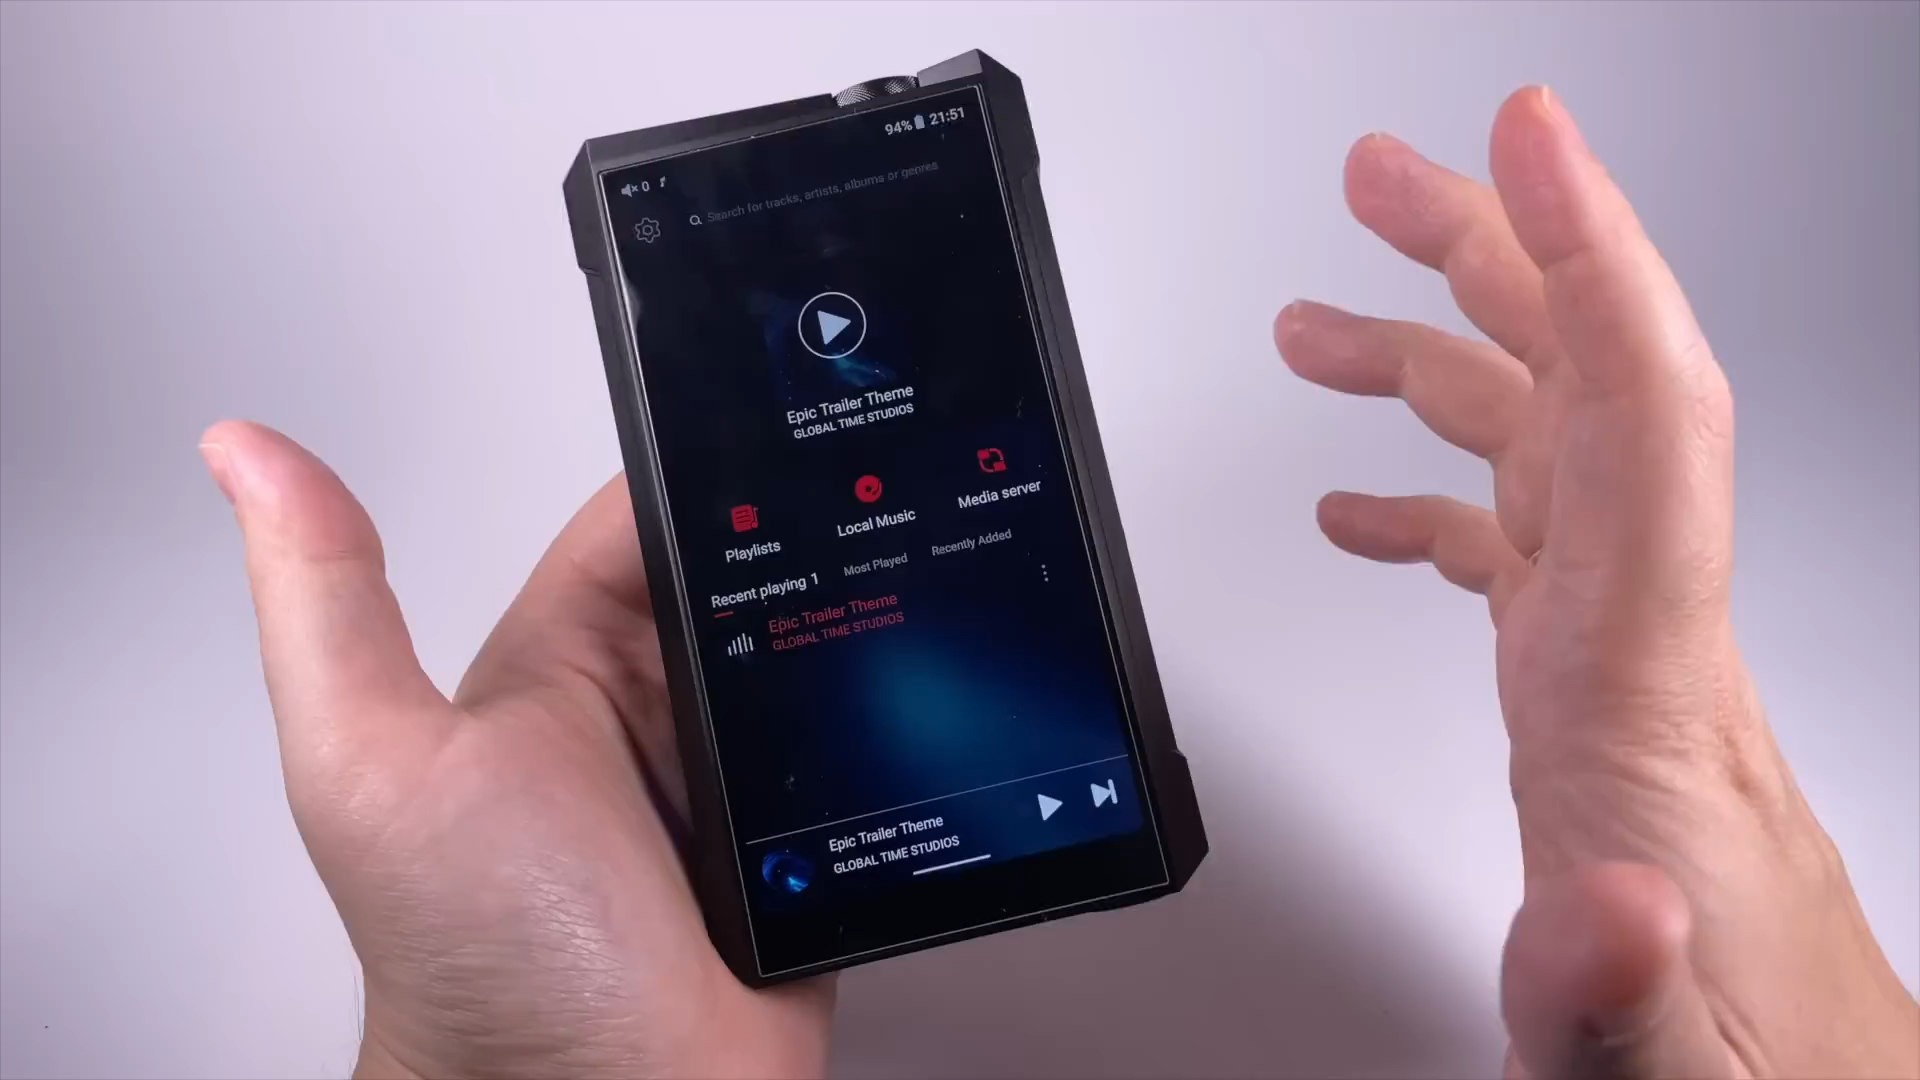 94% 21:51
0
Search for tracks, artists, albums or genres
Epic Trailer Theme
GLOBAL TIME STUDIOS
Playlists
Local Music
Media server
Recent playing 1
Most Played
Recently Added
Epic Trailer Theme
GLOBAL TIME STUDIOS
Epic Trailer Theme
GLOBAL TIME STUDIOS